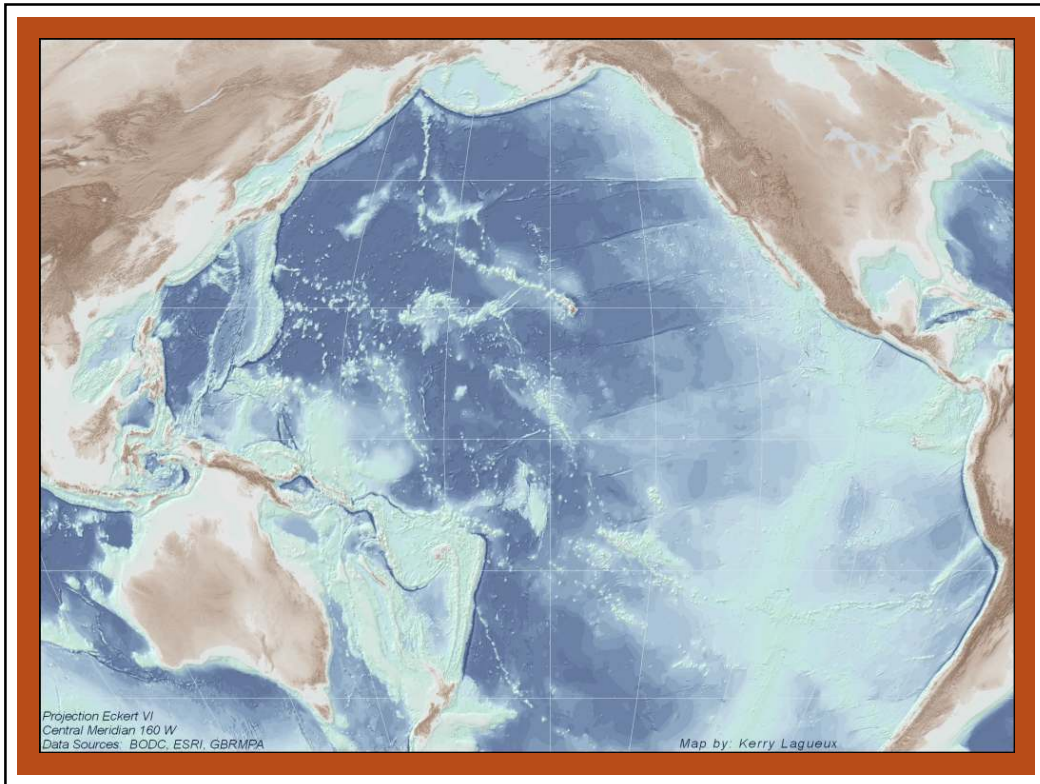 Projection Eckert VI
Central Meridian 160 W
Data Sources: BODC, ESRI, GBRMPA
Map by: Kerry Lagueux